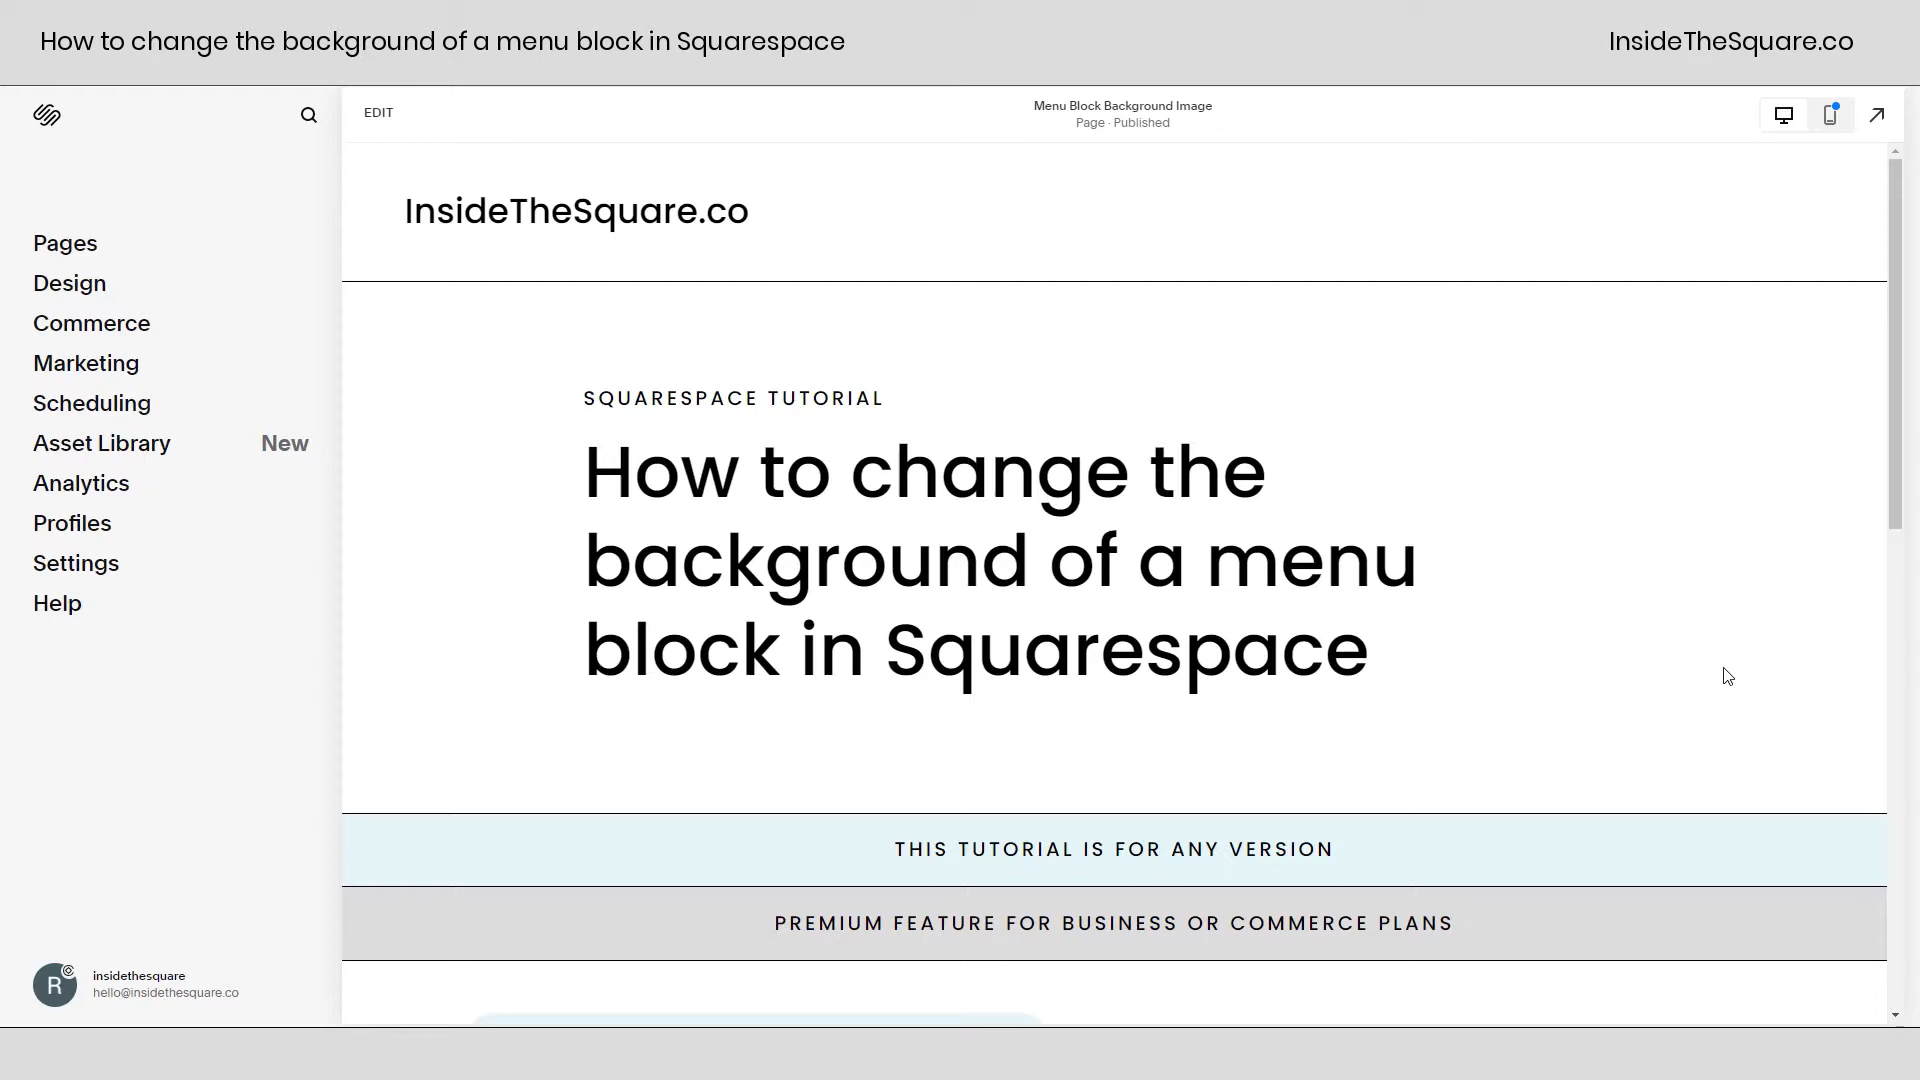 How to change the background of a menu block in Squarespace
InsideTheSquare.co
EDIT
Menu Block Background Image
Page · Published
InsideTheSquare.co
Pages
Design
Commerce
Marketing
Scheduling
Asset Library New
Analytics
Profiles
Settings
Help
SQUARESPACE TUTORIAL
How to change the
background of a menu
block in Squarespace
THIS TUTORIAL IS FOR ANY VERSION
PREMIUM FEATURE FOR BUSINESS OR COMMERCE PLANS
R
insidethesquare
hello@insidethesquare.co